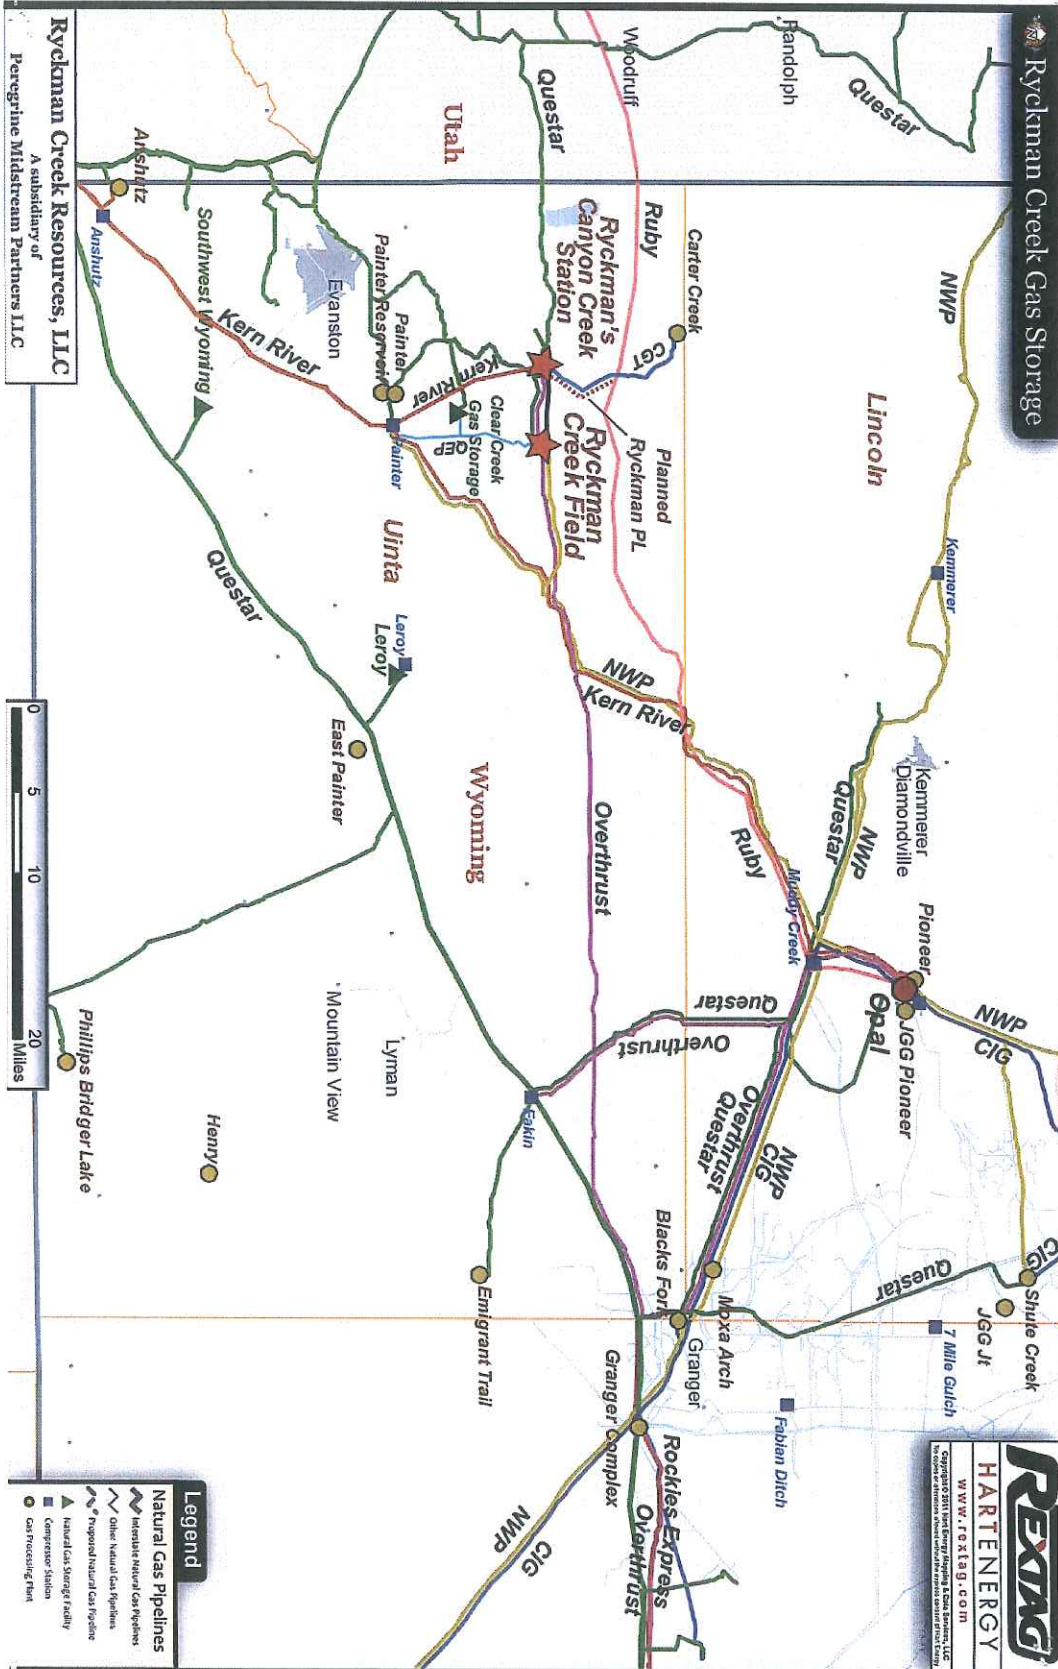 Ryckman Creek Gas Storage
REXTAG
HARTENERGY
www.rextag.com
Randolph
Woodruff
Questar
Questar
Utah
NWP
Lincoln
Kemmerer
Kemmerer
Diamondville
Questar
NWP
Pioneer
Opal
JGG Pioneer
NWP
CIG
CIG
Shute Creek
JGG Jt
Questar
7 Mile Gulch
Fabian Ditch
Muddy Creek
Ruby
Carter Creek
CGT
Ruby
Ryckman's
Canyon Creek
Station
Planned
Ryckman PL
Ryckman
Creek Field
NWP
Kern River
Questar
Overthrust
NWP
CIG
Overthrust
Questar
Moxa Arch
Blacks Fork
Granger
Granger Complex
Rockies Express
Overthrust
NWP
CIG
Overthrust
Wyoming
Uinta
Kern River
Clear Creek
Gas Storage
QEP
Painter
Painter Reservoir
Painter
Evanston
Kern River
Southwest Wyoming
Anshutz
Anshutz
Questar
Leroy
Leroy
East Painter
Eakin
Lyman
Mountain View
Emigrant Trail
Henry
Phillips Bridger Lake
Ryckman Creek Resources, LLC
A subsidiary of
Peregrine Midstream Partners LLC
0 5 10 20
Miles
Legend
Natural Gas Pipelines
Interstate Natural Gas Pipelines
Other Natural Gas Pipelines
Proposed Natural Gas Pipeline
Natural Gas Storage Facility
Compressor Station
Gas Processing Plant